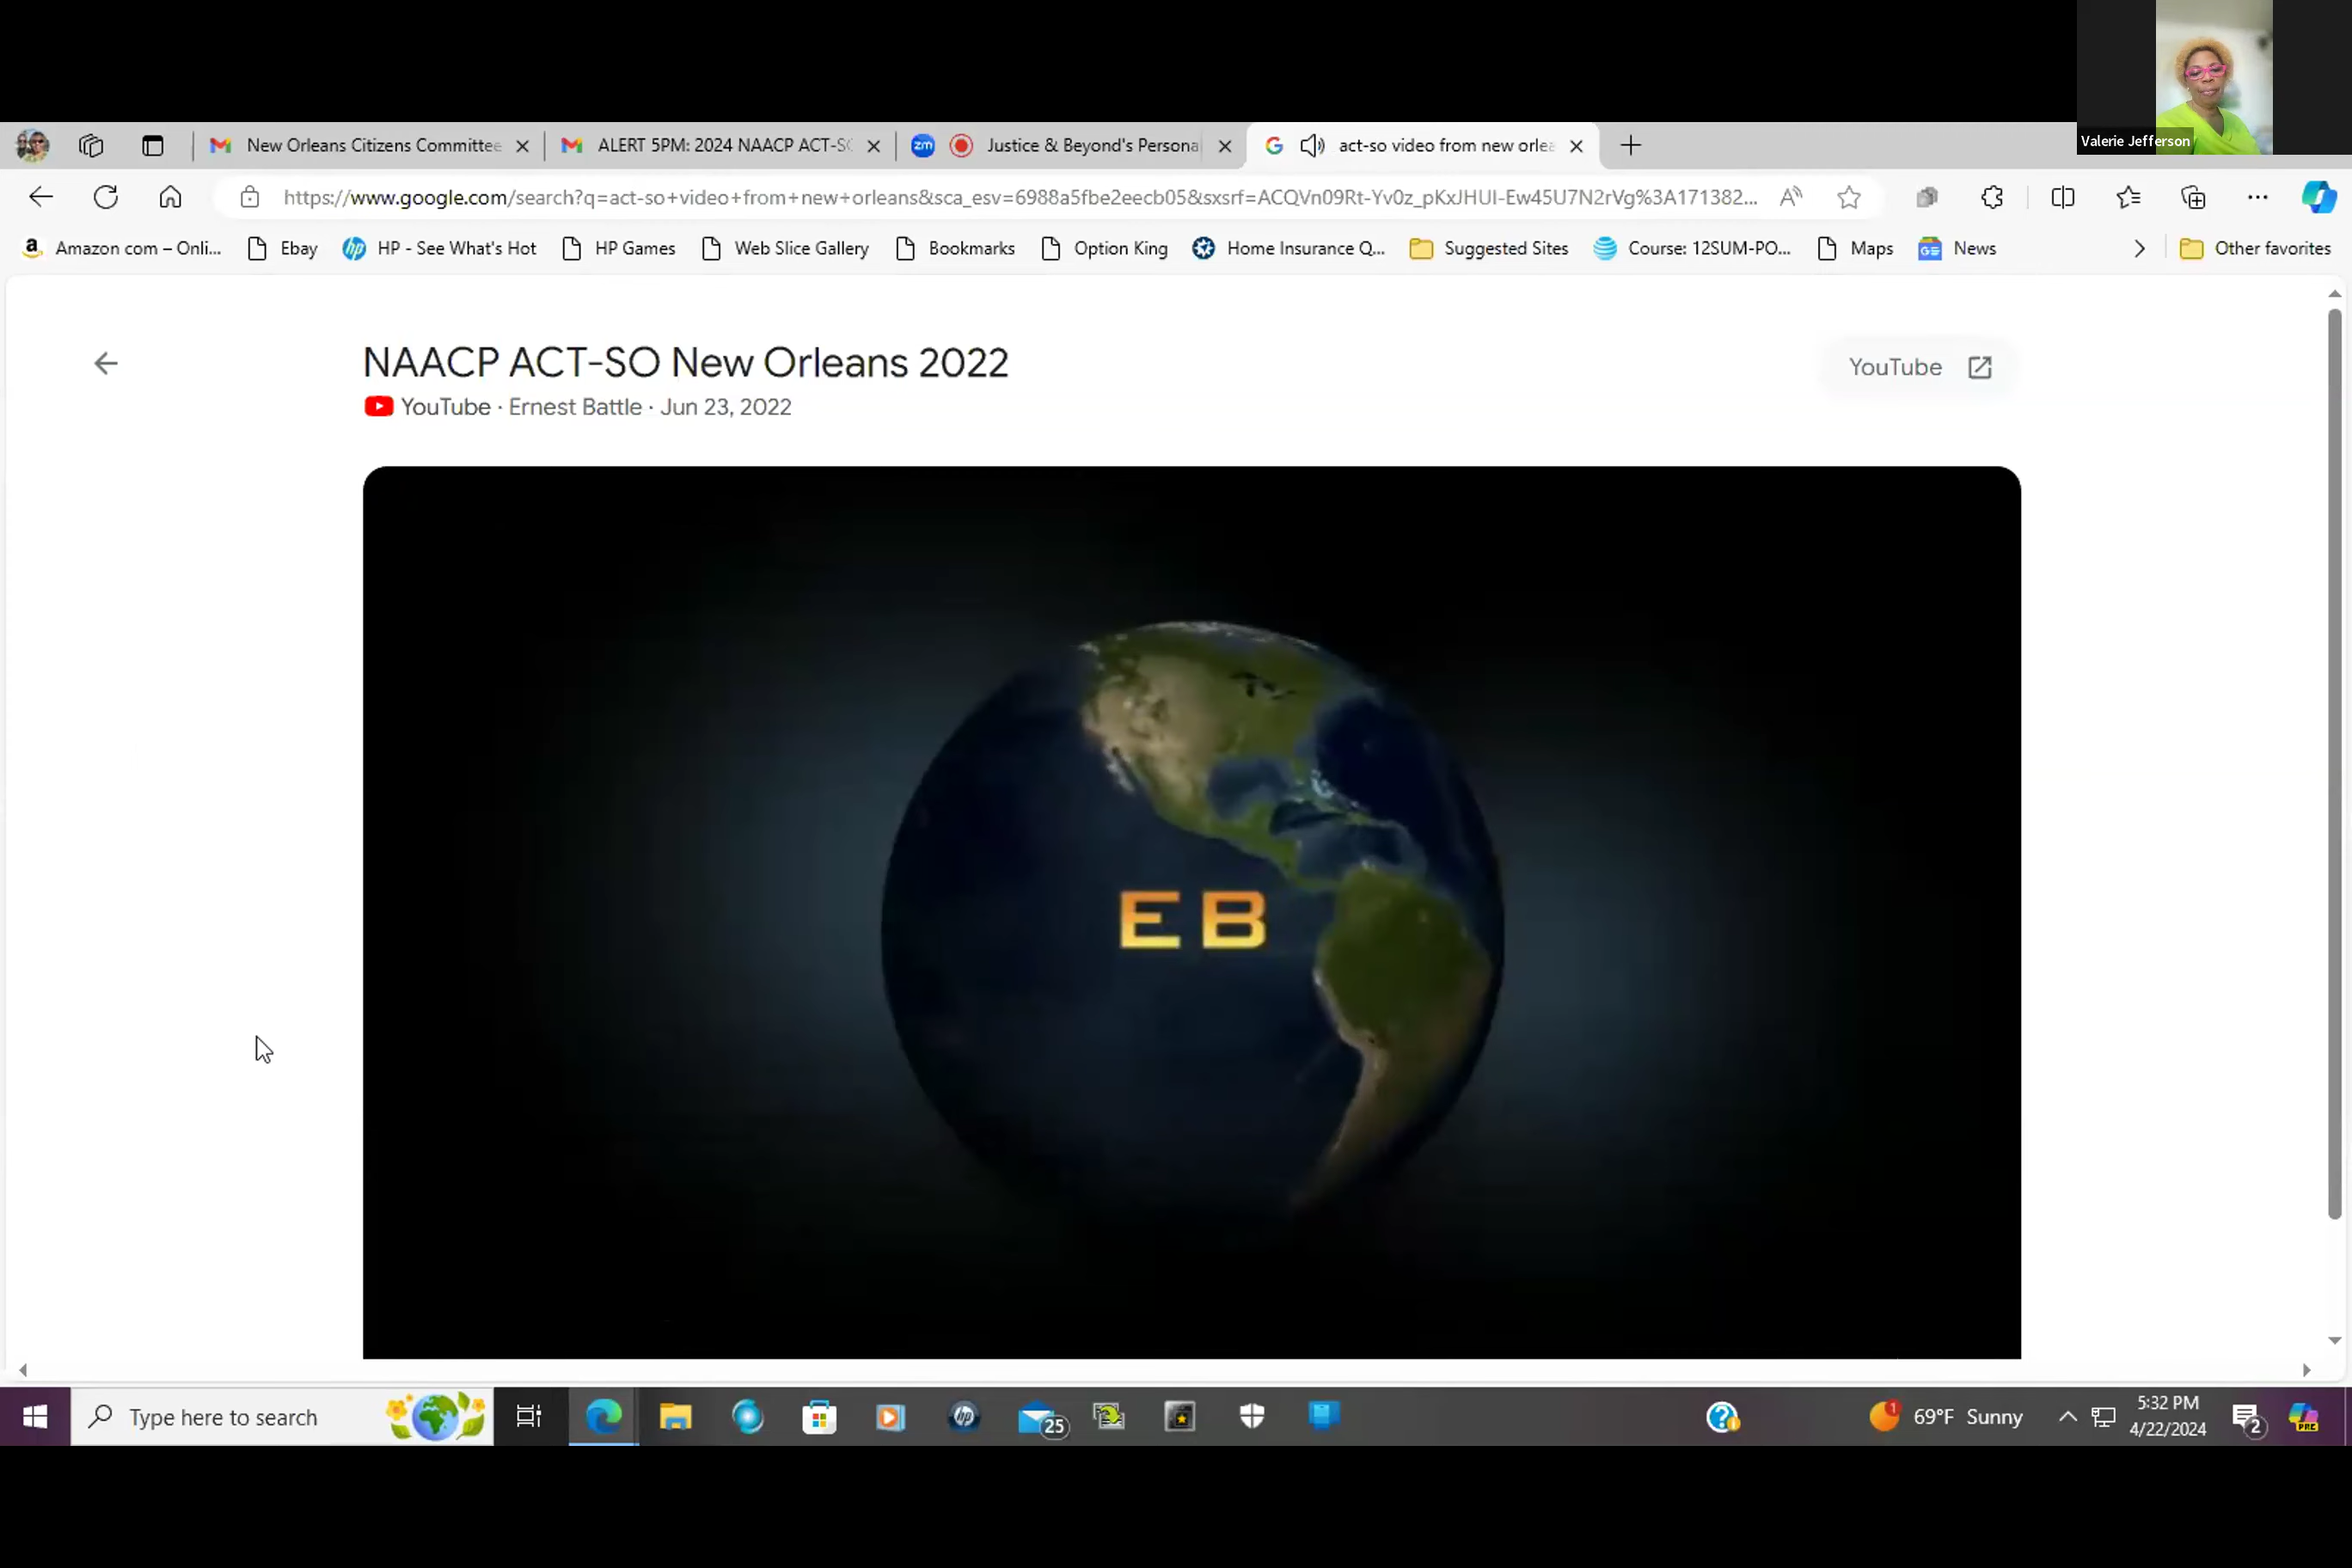 Valerie Jefferson
New Orleans Citizens Committee
ALERT 5PM: 2024 NAACP ACT-SO
zm
Justice & Beyond's Persona
act-so video from new orlea
https://www.google.com/search?q=act-so+video+from+new+orleans&sca_esv=6988a5fbe2eecb05&sxsrf=ACQVn09Rt-Yv0z_pKxJHUI-Ew45U7N2rVg%3A171382...
Amazon com – Onli...
Ebay
HP - See What's Hot
HP Games
Web Slice Gallery
Bookmarks
Option King
Home Insurance Q...
Suggested Sites
Course: 12SUM-PO...
Maps
News
Other favorites
NAACP ACT-SO New Orleans 2022
YouTube
YouTube · Ernest Battle · Jun 23, 2022
E B
Type here to search
25
69°F Sunny
5:32 PM
4/22/2024
2
PRE